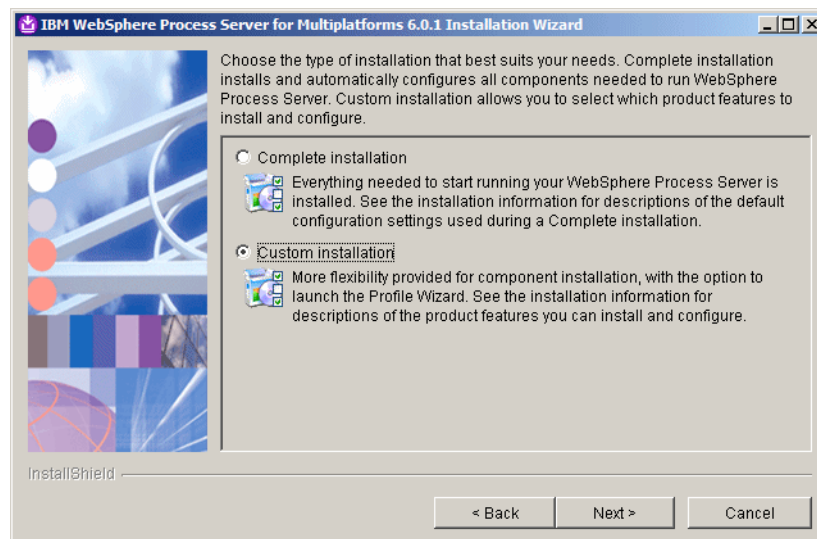 IBM WebSphere Process Server for Multiplatforms 6.0.1 Installation Wizard
Choose the type of installation that best suits your needs. Complete installation
installs and automatically configures all components needed to run WebSphere
Process Server. Custom installation allows you to select which product features to
install and configure.
Complete installation
Everything needed to start running your WebSphere Process Server is
installed. See the installation information for descriptions of the default
configuration settings used during a Complete installation.
Custom installation
More flexibility provided for component installation, with the option to
launch the Profile Wizard. See the installation information for
descriptions of the product features you can install and configure.
InstallShield
< Back
Next >
Cancel